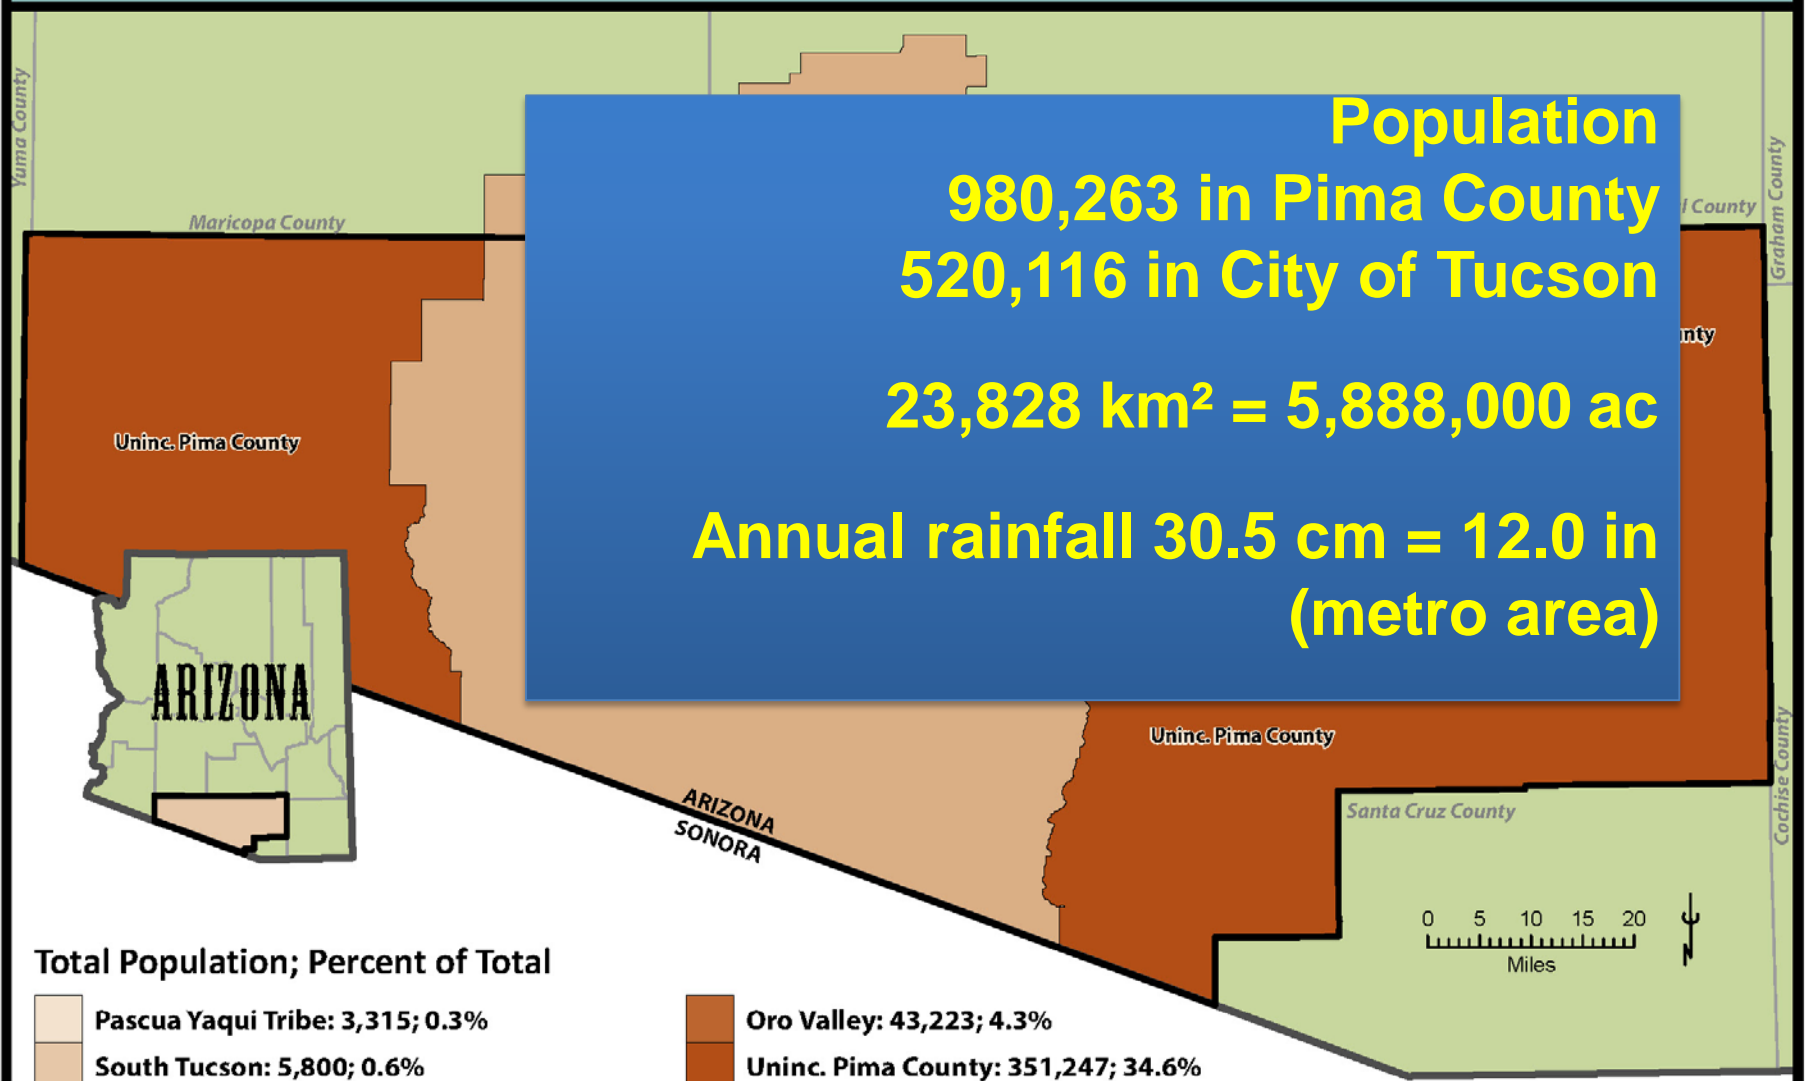 Yuma County
Maricopa County
Population
980,263 in Pima County
520,116 in City of Tucson
23,828 km² = 5,888,000 ac
Annual rainfall 30.5 cm = 12.0 in
(metro area)
County
Graham County
Uninc. Pima County
ARIZONA
Uninc. Pima County
ARIZONA
SONORA
Santa Cruz County
Cochise County
0 5 10 15 20
Miles
N
Total Population; Percent of Total
Pascua Yaqui Tribe: 3,315; 0.3%
Oro Valley: 43,223; 4.3%
South Tucson: 5,800; 0.6%
Uninc. Pima County: 351,247; 34.6%